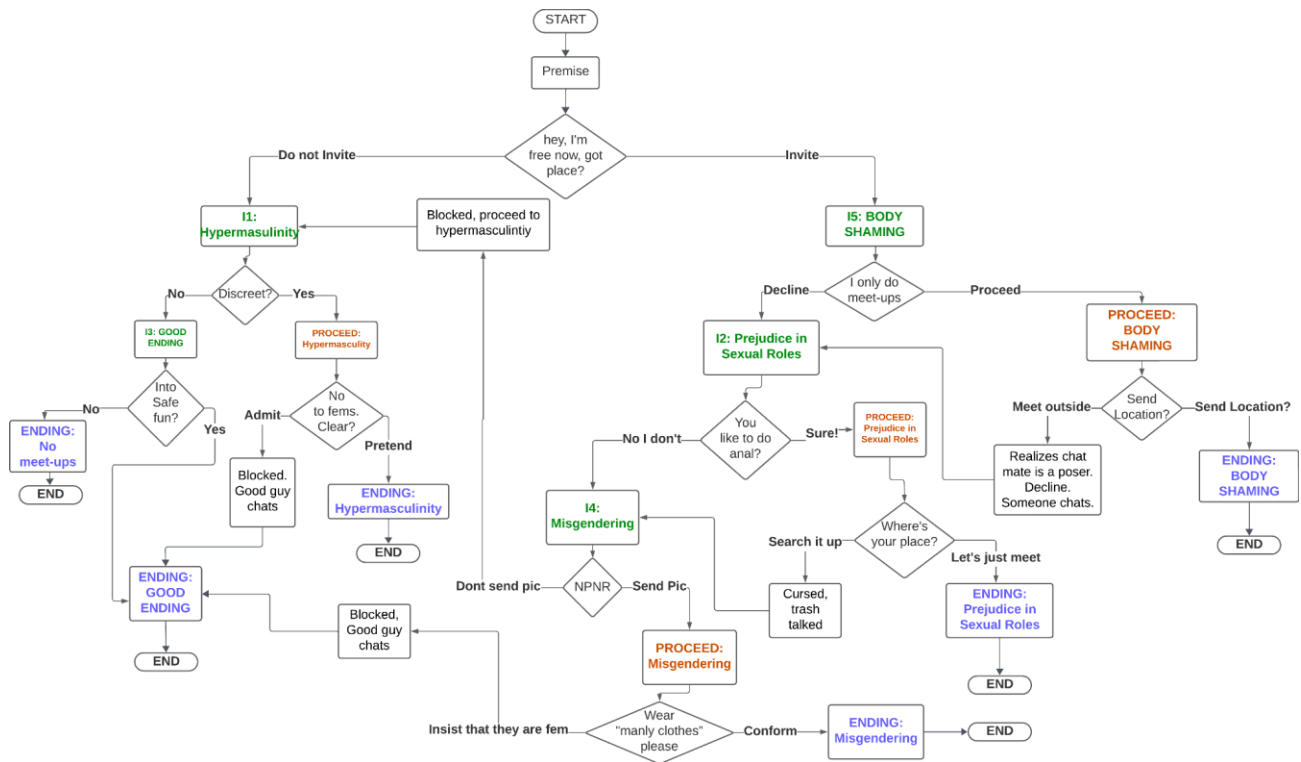 START
Premise
hey, I'm
free now, got
place?
Do not Invite
Invite
I1:
Hypermasulinity
Blocked, proceed to
hypermasculintiy
I5: BODY
SHAMING
Discreet?
No
Yes
I only do
meet-ups
Decline
Proceed
I3: GOOD
ENDING
PROCEED:
Hypermasculity
I2: Prejudice in
Sexual Roles
PROCEED:
BODY
SHAMING
Into
Safe
fun?
No
Yes
No
to fems.
Clear?
Admit
Pretend
You
like to do
anal?
No I don't
Sure!
PROCEED:
Prejudice in
Sexual Roles
Send
Location?
Meet outside
Send Location?
ENDING:
No
meet-ups
END
Blocked.
Good guy
chats
ENDING:
Hypermasculinity
END
Realizes chat
mate is a poser.
Decline.
Someone chats.
ENDING:
BODY
SHAMING
END
I4:
Misgendering
Where's
your place?
Search it up
Let's just meet
NPNR
Dont send pic
Send Pic
Cursed,
trash
talked
ENDING:
Prejudice in
Sexual Roles
END
ENDING:
GOOD
ENDING
END
Blocked,
Good guy
chats
PROCEED:
Misgendering
Wear
"manly clothes"
please
Insist that they are fem
Conform
ENDING:
Misgendering
END